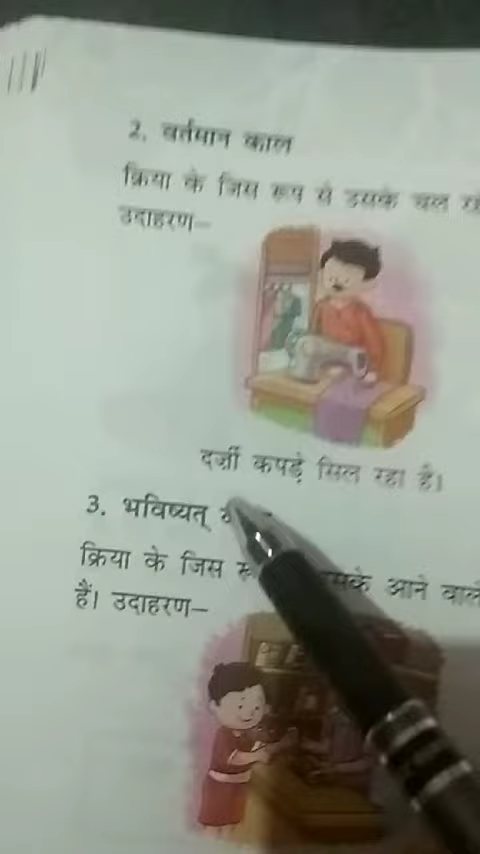 2. वर्तमान काल
क्रिया के जिस रूप से उसके चल
उदाहरण–
दर्ज़ी कपड़े सिल रहा है।
3. भविष्यत्
क्रिया के जिस आने वाले
हैं। उदाहरण–